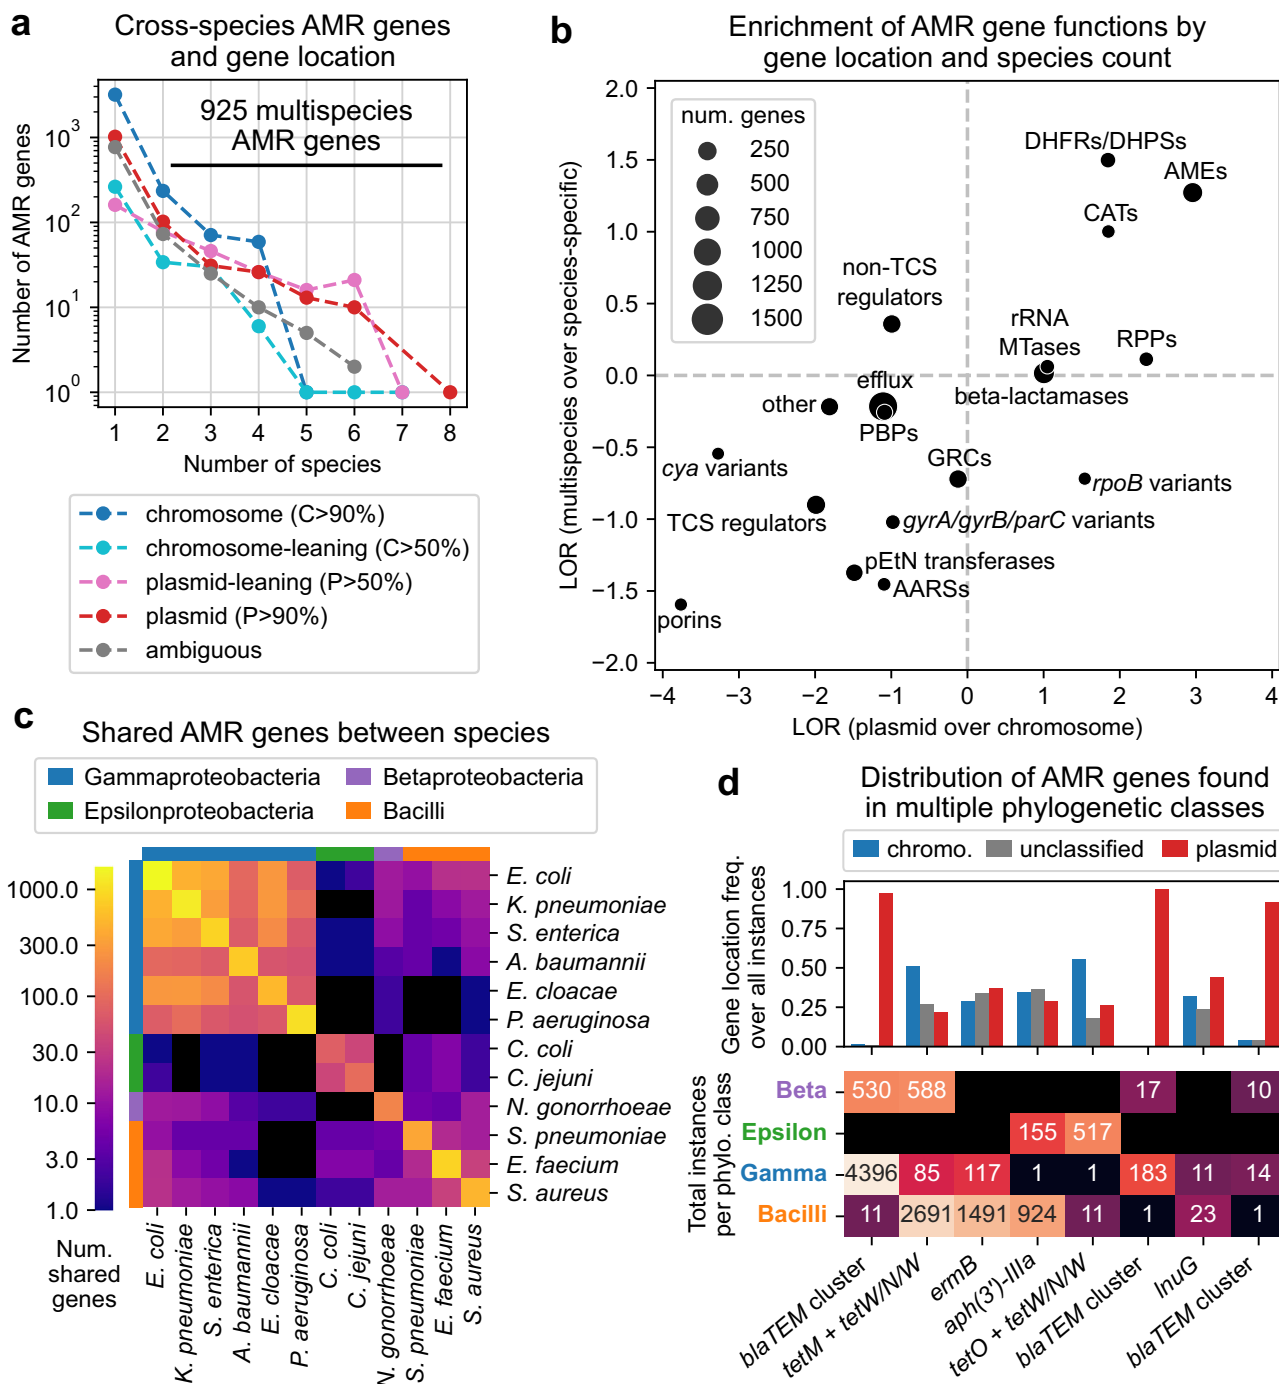 a
Cross-species AMR genes
and gene location
925 multispecies
AMR genes
Number of AMR genes
10^3
10^2
10^1
10^0
1 2 3 4 5 6 7 8
Number of species
chromosome (C>90%)
chromosome-leaning (C>50%)
plasmid-leaning (P>50%)
plasmid (P>90%)
ambiguous
b
Enrichment of AMR gene functions by
gene location and species count
LOR (multispecies over species-specific)
2.0
1.5
1.0
0.5
0.0
−0.5
−1.0
−1.5
−2.0
num. genes
250
500
750
1000
1250
1500
DHFRs/DHPSs
AMEs
CATs
non-TCS
regulators
rRNA
MTases
RPPs
efflux
beta-lactamases
other
PBPs
GRCs
cya variants
rpoB variants
TCS regulators
gyrA/gyrB/parC variants
pEtN transferases
AARSs
porins
−4 −3 −2 −1 0 1 2 3 4
LOR (plasmid over chromosome)
c
Shared AMR genes between species
Gammaproteobacteria
Betaproteobacteria
Epsilonproteobacteria
Bacilli
1000.0
300.0
100.0
30.0
10.0
3.0
1.0
Num.
shared
genes
E. coli
K. pneumoniae
S. enterica
A. baumannii
E. cloacae
P. aeruginosa
C. coli
C. jejuni
N. gonorrhoeae
S. pneumoniae
E. faecium
S. aureus
E. coli
K. pneumoniae
S. enterica
A. baumannii
E. cloacae
P. aeruginosa
C. coli
C. jejuni
N. gonorrhoeae
S. pneumoniae
E. faecium
S. aureus
d
Distribution of AMR genes found
in multiple phylogenetic classes
chromo. unclassified plasmid
Gene location freq.
over all instances
1.00
0.75
0.50
0.25
0.00
Total instances
per phylo. class
Beta 530 588 17 10
Epsilon 155 517
Gamma 4396 85 117 1 1 183 11 14
Bacilli 11 2691 1491 924 11 1 23 1
blaTEM cluster
tetM + tetW/N/W
ermB
aph(3')-IIIa
tetO + tetW/N/W
blaTEM cluster
lnuG
blaTEM cluster